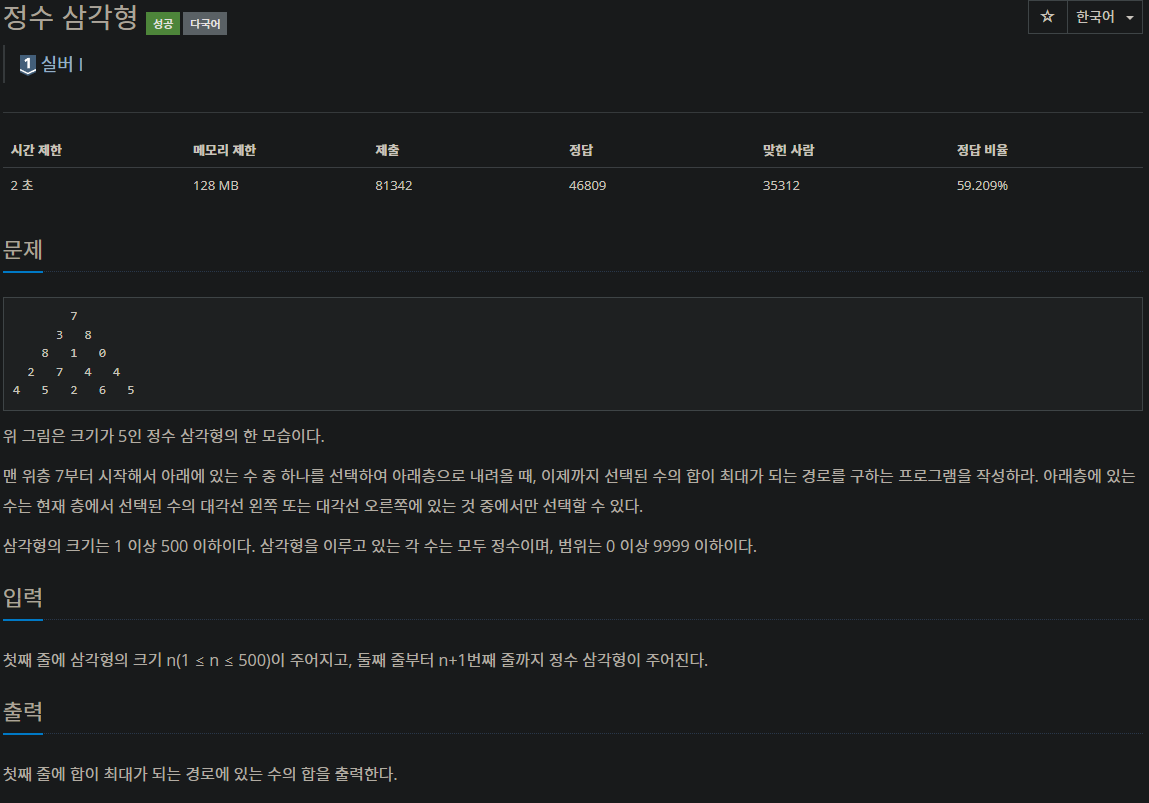 정수 삼각형 성공 다국어
☆ 한국어
1 실버 I
시간 제한 메모리 제한 제출 정답 맞힌 사람 정답 비율
2 초 128 MB 81342 46809 35312 59.209%
문제
7
3 8
8 1 0
2 7 4 4
4 5 2 6 5
위 그림은 크기가 5인 정수 삼각형의 한 모습이다.
맨 위층 7부터 시작해서 아래에 있는 수 중 하나를 선택하여 아래층으로 내려올 때, 이제까지 선택된 수의 합이 최대가 되는 경로를 구하는 프로그램을 작성하라. 아래층에 있는
수는 현재 층에서 선택된 수의 대각선 왼쪽 또는 대각선 오른쪽에 있는 것 중에서만 선택할 수 있다.
삼각형의 크기는 1 이상 500 이하이다. 삼각형을 이루고 있는 각 수는 모두 정수이며, 범위는 0 이상 9999 이하이다.
입력
첫째 줄에 삼각형의 크기 n(1 ≤ n ≤ 500)이 주어지고, 둘째 줄부터 n+1번째 줄까지 정수 삼각형이 주어진다.
출력
첫째 줄에 합이 최대가 되는 경로에 있는 수의 합을 출력한다.